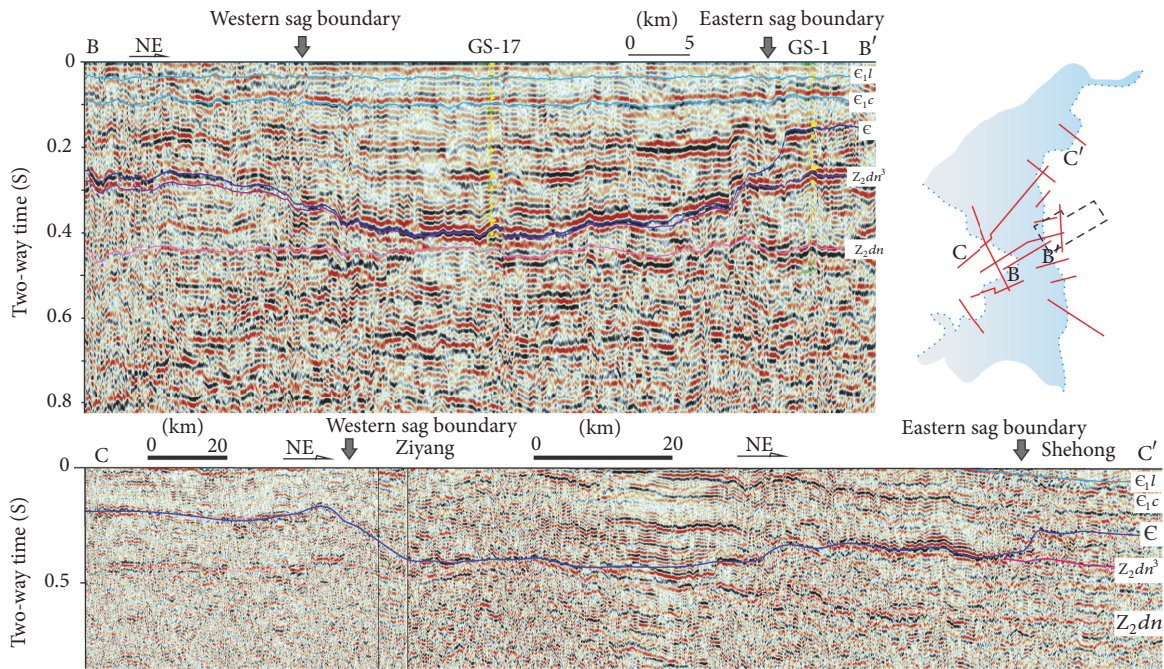 Western sag boundary (km) Eastern sag boundary
B NE GS-17 0 5 GS-1 B′
0
Є₁l
Є₁c
Є
0.2
Z₂dn³
0.4
Z₂dn
0.6
0.8
Two-way time (S)
C′
C
B
B′
(km) Western sag boundary (km) Eastern sag boundary
0 20 NE Ziyang 0 20 NE Shehong
C C′
0
Є₁l
Є₁c
Є
0.5
Z₂dn³
Z₂dn
Two-way time (S)